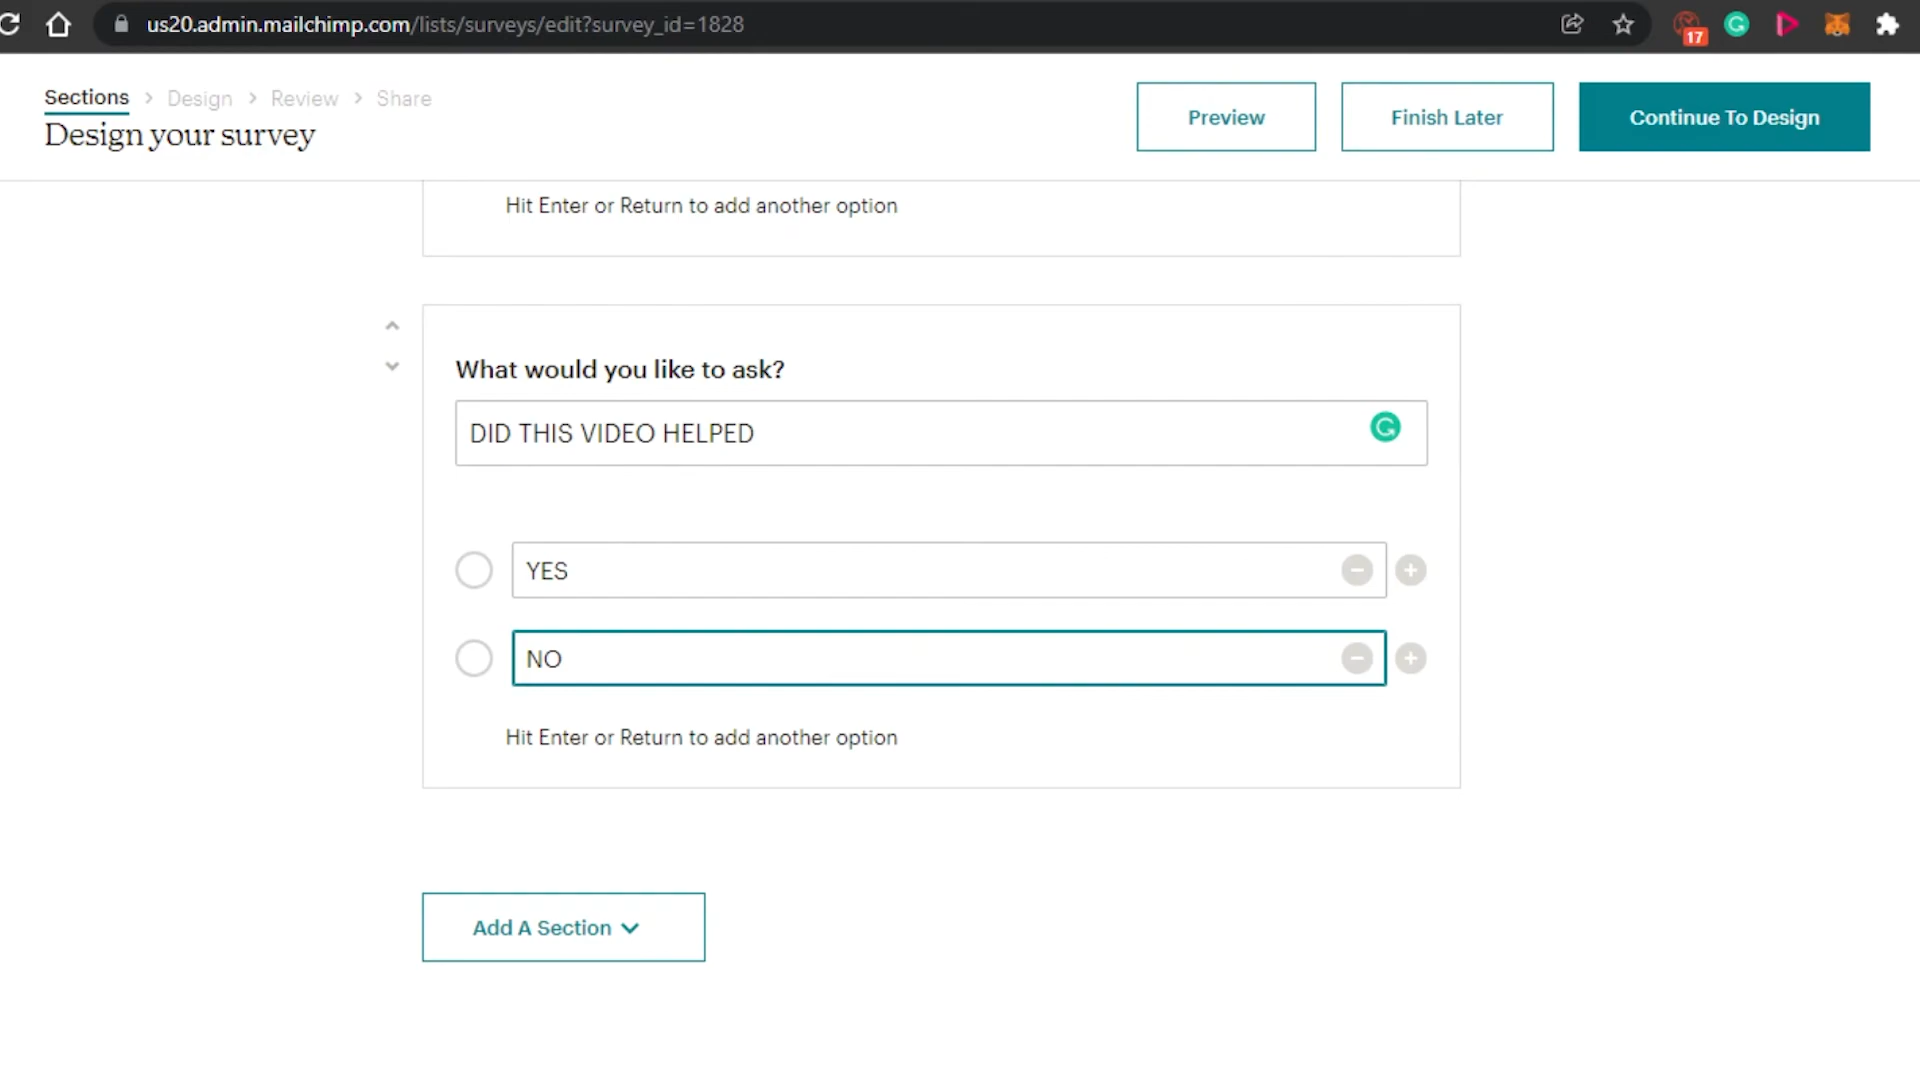 us20.admin.mailchimp.com/lists/surveys/edit?survey_id=1828
17
Sections > Design > Review > Share
Design your survey
Preview
Finish Later
Continue To Design
Hit Enter or Return to add another option
What would you like to ask?
DID THIS VIDEO HELPED
YES
NO
Hit Enter or Return to add another option
Add A Section